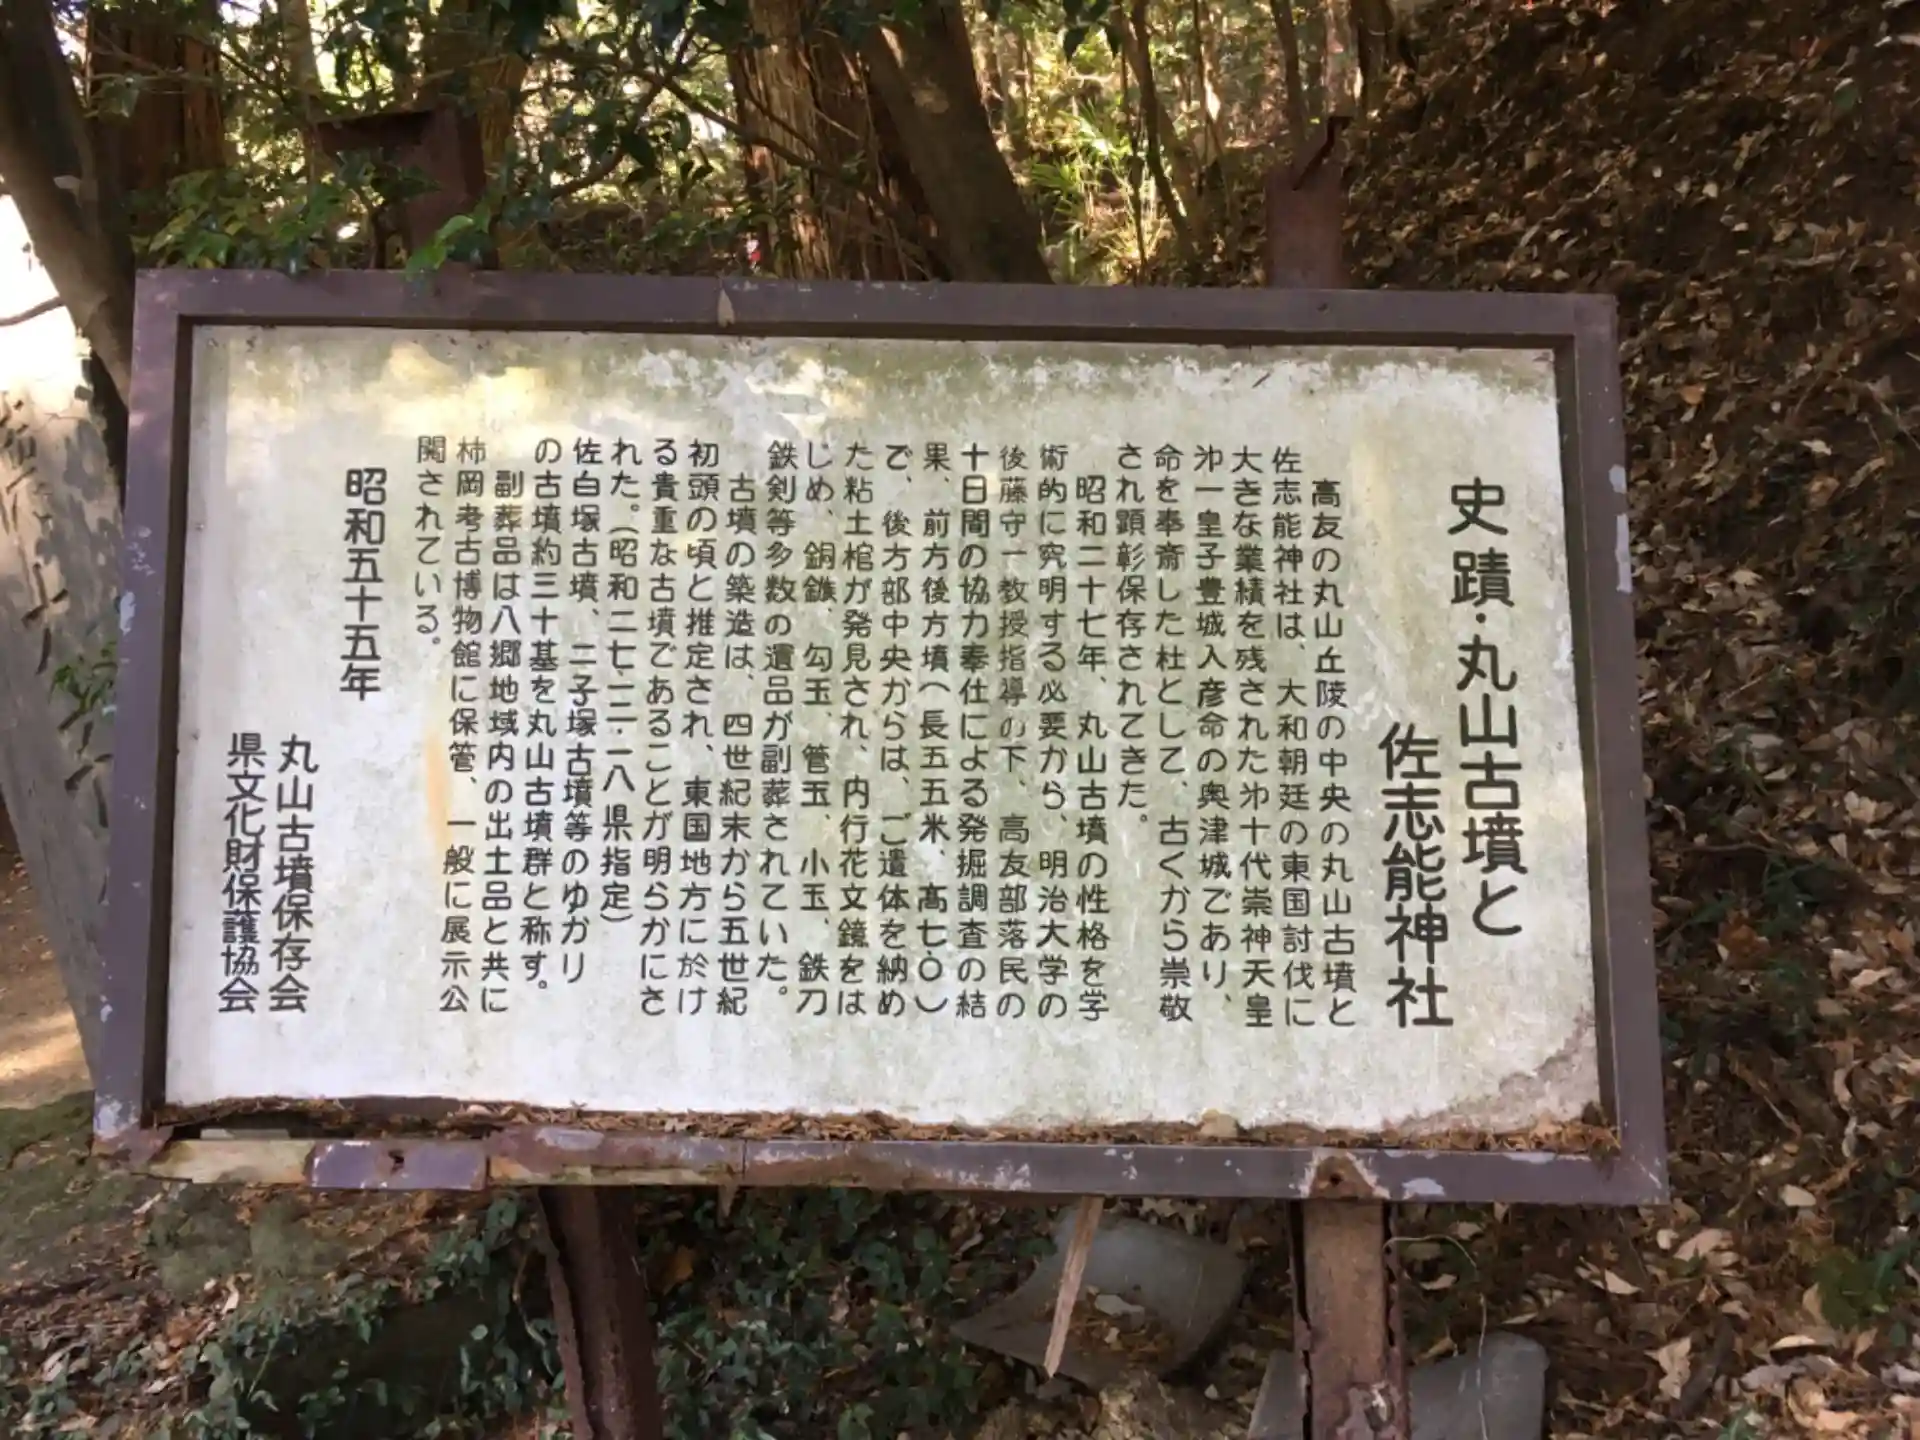 史蹟・丸山古墳と
佐志能神社
高友の丸山丘陵の中央の丸山古墳と
佐志能神社は、大和朝廷の東国討伐に
大きな業績を残された㐧十代崇神天皇
㐧一皇子豊城入彦命の奥津城であり、
命を奉斎した社として、古くから崇敬
され顕彰保存されてきた。
昭和二十七年、丸山古墳の性格を学
術的に究明する必要から、明治大学の
後藤守一教授指導の下、高友部落民の
十日間の協力奉仕による発掘調査の結
果、前方後方墳(長五五米、高七・〇)
で、後方部中央からは、ご遺体を納め
た粘土棺が発見され、内行花文鏡をは
じめ、銅鏃、勾玉、管玉、小玉、鉄刀
鉄剣等多数の遺品が副葬されていた。
古墳の築造は、四世紀末から五世紀
初頭の頃と推定され、東国地方に於け
る貴重な古墳であることが明らかにさ
れた。(昭和二七・一二・一八県指定)
佐自塚古墳、二子塚古墳等のゆかり
の古墳約三十基を丸山古墳群と称す。
副葬品は八郷地域内の出土品と共に
柿岡考古博物館に保管、一般に展示公
開されている。
昭和五十五年
丸山古墳保存会
県文化財保護協会